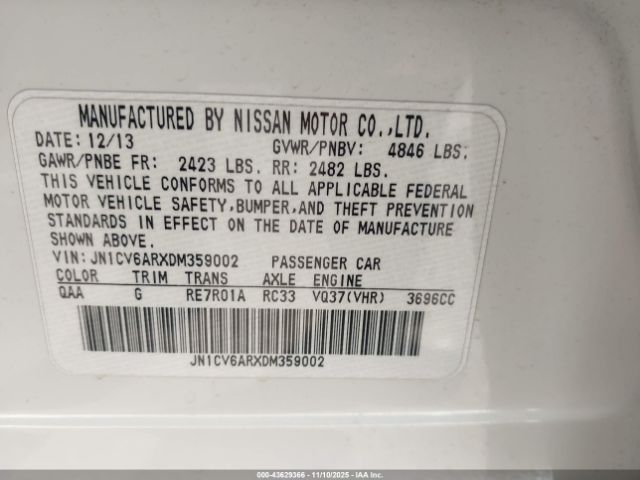 MANUFACTURED BY NISSAN MOTOR CO.,LTD.
DATE: 12/13 GVWR/PNBV: 4846 LBS.
GAWR/PNBE FR: 2423 LBS. RR: 2482 LBS.
THIS VEHICLE CONFORMS TO ALL APPLICABLE FEDERAL
MOTOR VEHICLE SAFETY,BUMPER,AND THEFT PREVENTION
STANDARDS IN EFFECT ON THE DATE OF MANUFACTURE
SHOWN ABOVE.
VIN: JN1CV6ARXDM359002 PASSENGER CAR
COLOR TRIM TRANS AXLE ENGINE
QAA G RE7R01A RC33 VQ37(VHR) 3696CC
JN1CV6ARXDM359002
000-43629366 - 11/10/2025 - IAAI.com